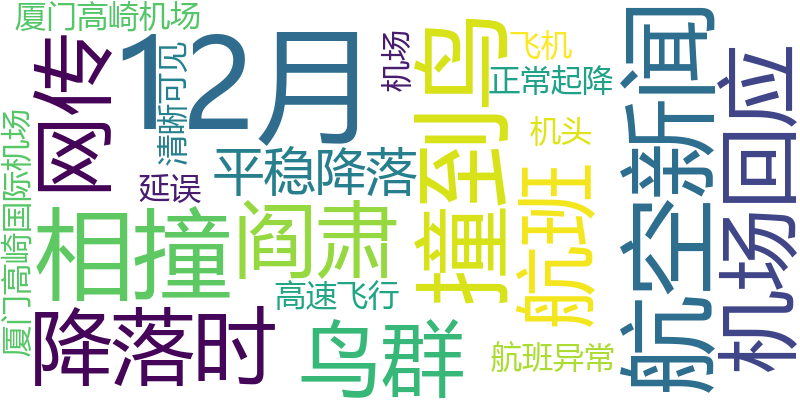 厦门高崎机场
网传
12月
清晰可见
机场
撞到鸟
飞机
正常起降
航空新闻
机场回应
厦门高崎国际机场
延误
平稳降落
机头
航班
相撞
阎肃
高速飞行
降落时
鸟群
航班异常